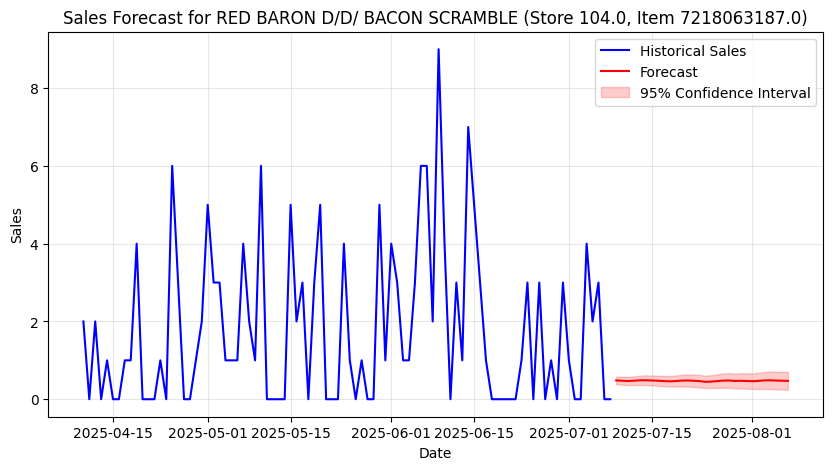 Sales Forecast for RED BARON D/D/ BACON SCRAMBLE (Store 104.0, Item 7218063187.0)
Historical Sales
Forecast
95% Confidence Interval
Sales
8
6
4
2
0
2025-04-15
2025-05-01
2025-05-15
2025-06-01
2025-06-15
2025-07-01
2025-07-15
2025-08-01
Date